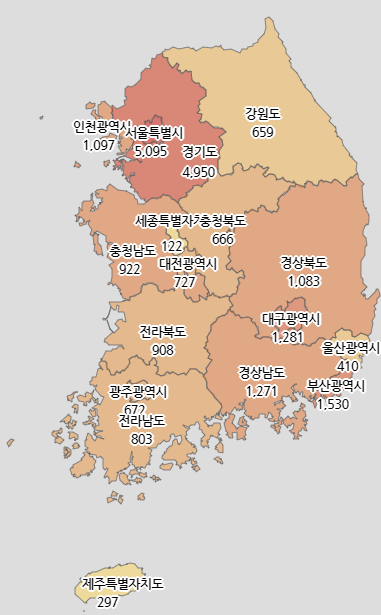 강원도
659
인천광역시
1,097
서울특별시
5,095
경기도
4,950
세종특별자치
122
충청북도
666
충청남도
922
대전광역시
727
경상북도
1,083
대구광역시
1,281
전라북도
908
울산광역시
410
경상남도
1,271
부산광역시
1,530
광주광역시
672
전라남도
803
제주특별자치도
297